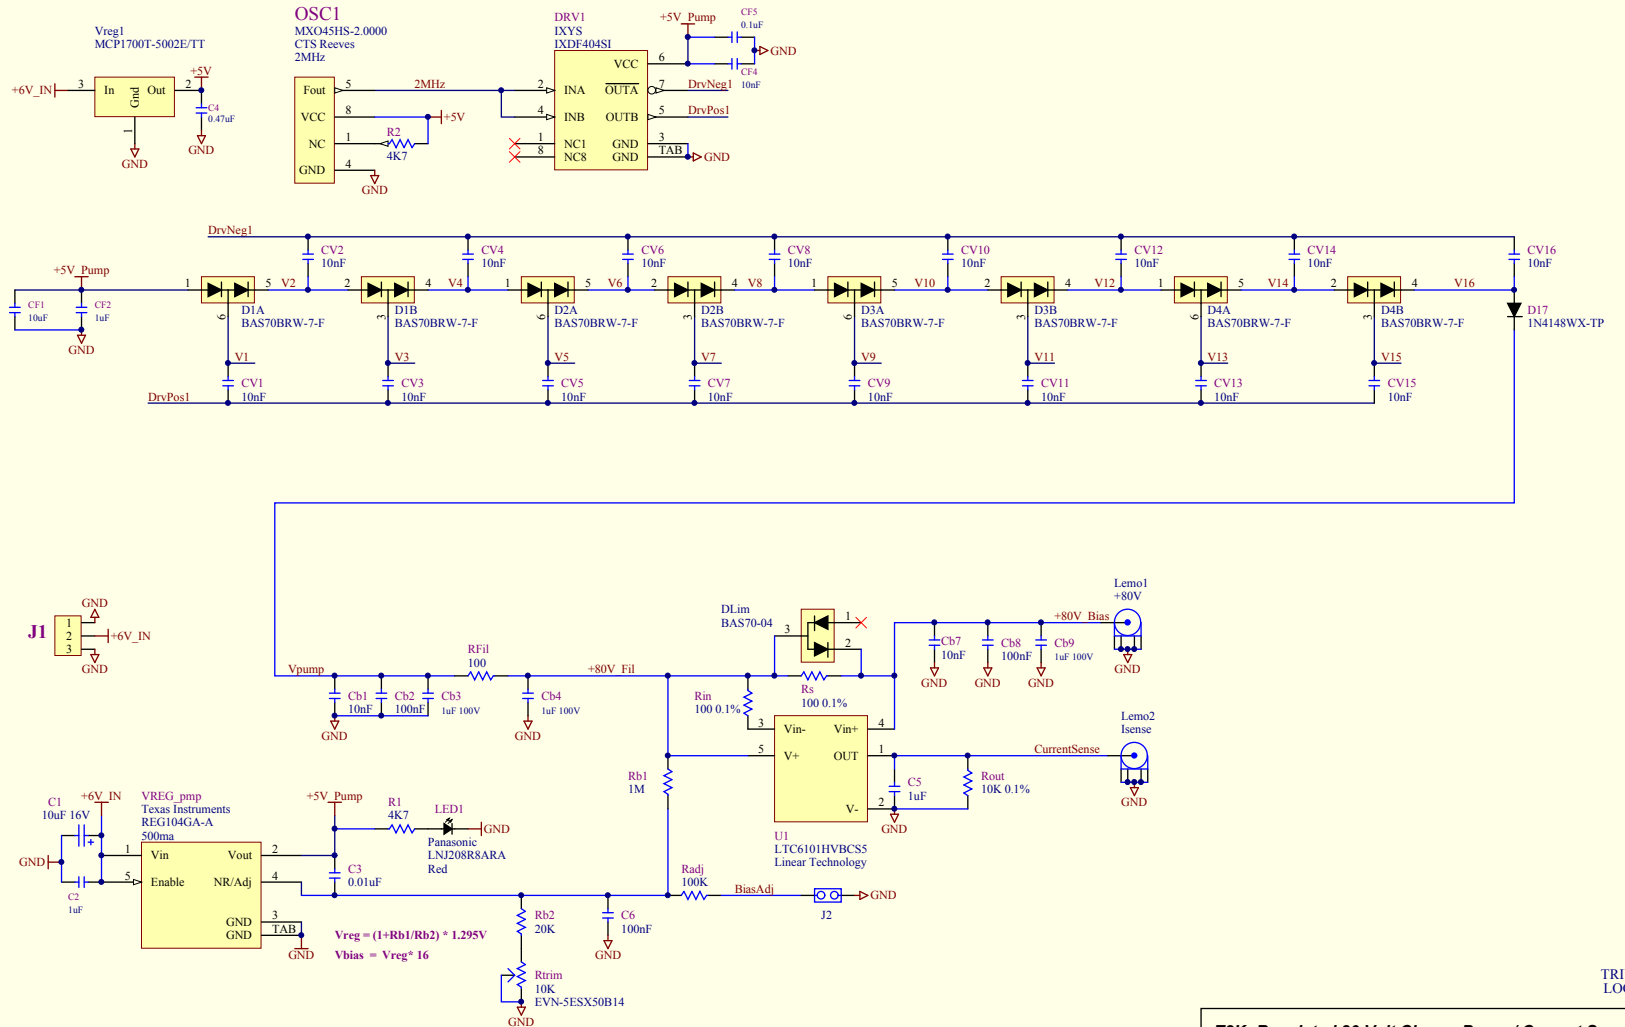 Vreg1
MCP1700T-5002E/TT
+6V_IN
3
In
Gnd
Out
2
1
+5V
C4
0.47uF
GND
GND
OSC1
MXO45HS-2.0000
CTS Reeves
2MHz
Fout
5
VCC
8
NC
1
GND
4
2MHz
+5V
R2
4K7
GND
DRV1
IXYS
IXDF404SI
VCC
6
2
INA
OUTA
7
DrvNeg1
4
INB
OUTB
5
DrvPos1
1
NC1
GND
3
8
NC8
GND
TAB
GND
+5V_Pump
CF5
0.1uF
GND
CF4
10nF
DrvNeg1
CV2
10nF
CV4
10nF
CV6
10nF
CV8
10nF
CV10
10nF
CV12
10nF
CV14
10nF
CV16
10nF
+5V_Pump
CF1
10uF
CF2
1uF
GND
1
5
V2
2
4
V4
1
5
V6
2
4
V8
1
5
V10
2
4
V12
1
5
V14
2
4
V16
6
D1A
BAS70BRW-7-F
3
D1B
BAS70BRW-7-F
6
D2A
BAS70BRW-7-F
3
D2B
BAS70BRW-7-F
6
D3A
BAS70BRW-7-F
3
D3B
BAS70BRW-7-F
6
D4A
BAS70BRW-7-F
3
D4B
BAS70BRW-7-F
D17
1N4148WX-TP
V1
V3
V5
V7
V9
V11
V13
V15
CV1
10nF
CV3
10nF
CV5
10nF
CV7
10nF
CV9
10nF
CV11
10nF
CV13
10nF
CV15
10nF
DrvPos1
J1
GND
1
2
3
+6V_IN
GND
Vpump
Cb1
10nF
Cb2
100nF
Cb3
1uF 100V
GND
RFil
100
+80V_Fil
Cb4
1uF 100V
GND
DLim
BAS70-04
3
1
2
Rin
100 0.1%
Rs
100 0.1%
3
Vin-
Vin+
4
5
V+
OUT
1
V-
2
U1
LTC6101HVBCS5
Linear Technology
Rb1
1M
Cb7
10nF
GND
Cb8
100nF
GND
Cb9
1uF 100V
GND
+80V_Bias
Lemo1
+80V
GND
Lemo2
Isense
CurrentSense
GND
C5
1uF
Rout
10K 0.1%
GND
C1
10uF 16V
+6V_IN
GND
C2
1uF
VREG_pmp
Texas Instruments
REG104GA-A
500ma
1
Vin
Vout
2
5
Enable
NR/Adj
4
GND
3
GND
TAB
GND
+5V_Pump
R1
4K7
LED1
GND
Panasonic
LNJ208R8ARA
Red
C3
0.01uF
Vreg = (1+Rb1/Rb2) * 1.295V
Vbias = Vreg* 16
Rb2
20K
Rtrim
10K
EVN-5ESX50B14
GND
C6
100nF
GND
Radj
100K
BiasAdj
J2
GND
TRI